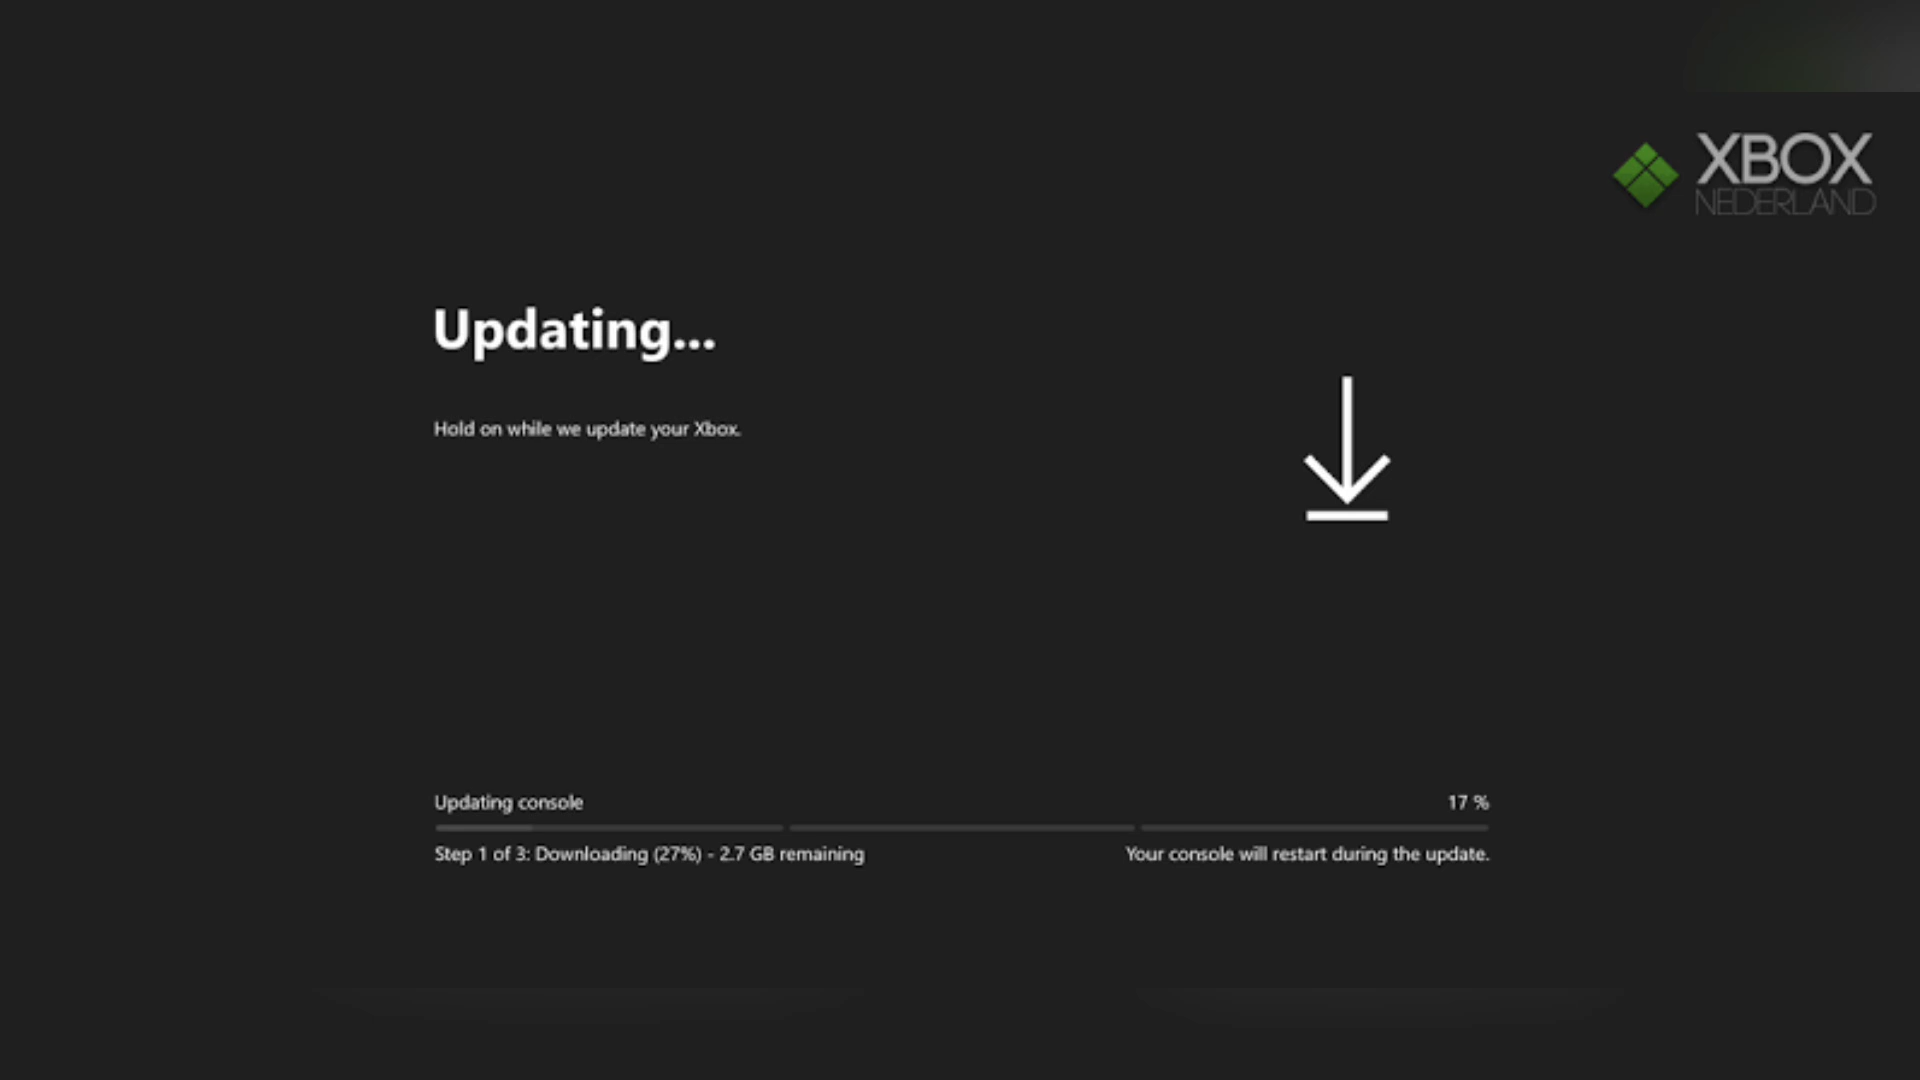 XBOX
NEDERLAND
Updating...
Hold on while we update your Xbox.
Updating console
17 %
Step 1 of 3: Downloading (27%) - 2.7 GB remaining
Your console will restart during the update.